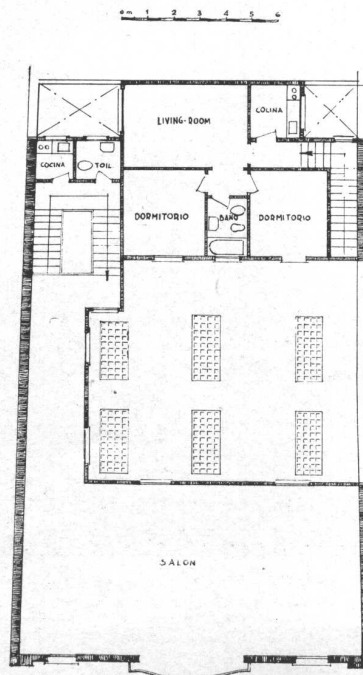 0 m 1 2 3 4 5 6
LIVING-ROOM
COCINA
COCINA
TOIL
DORMITORIO
BAÑO
DORMITORIO
SALON